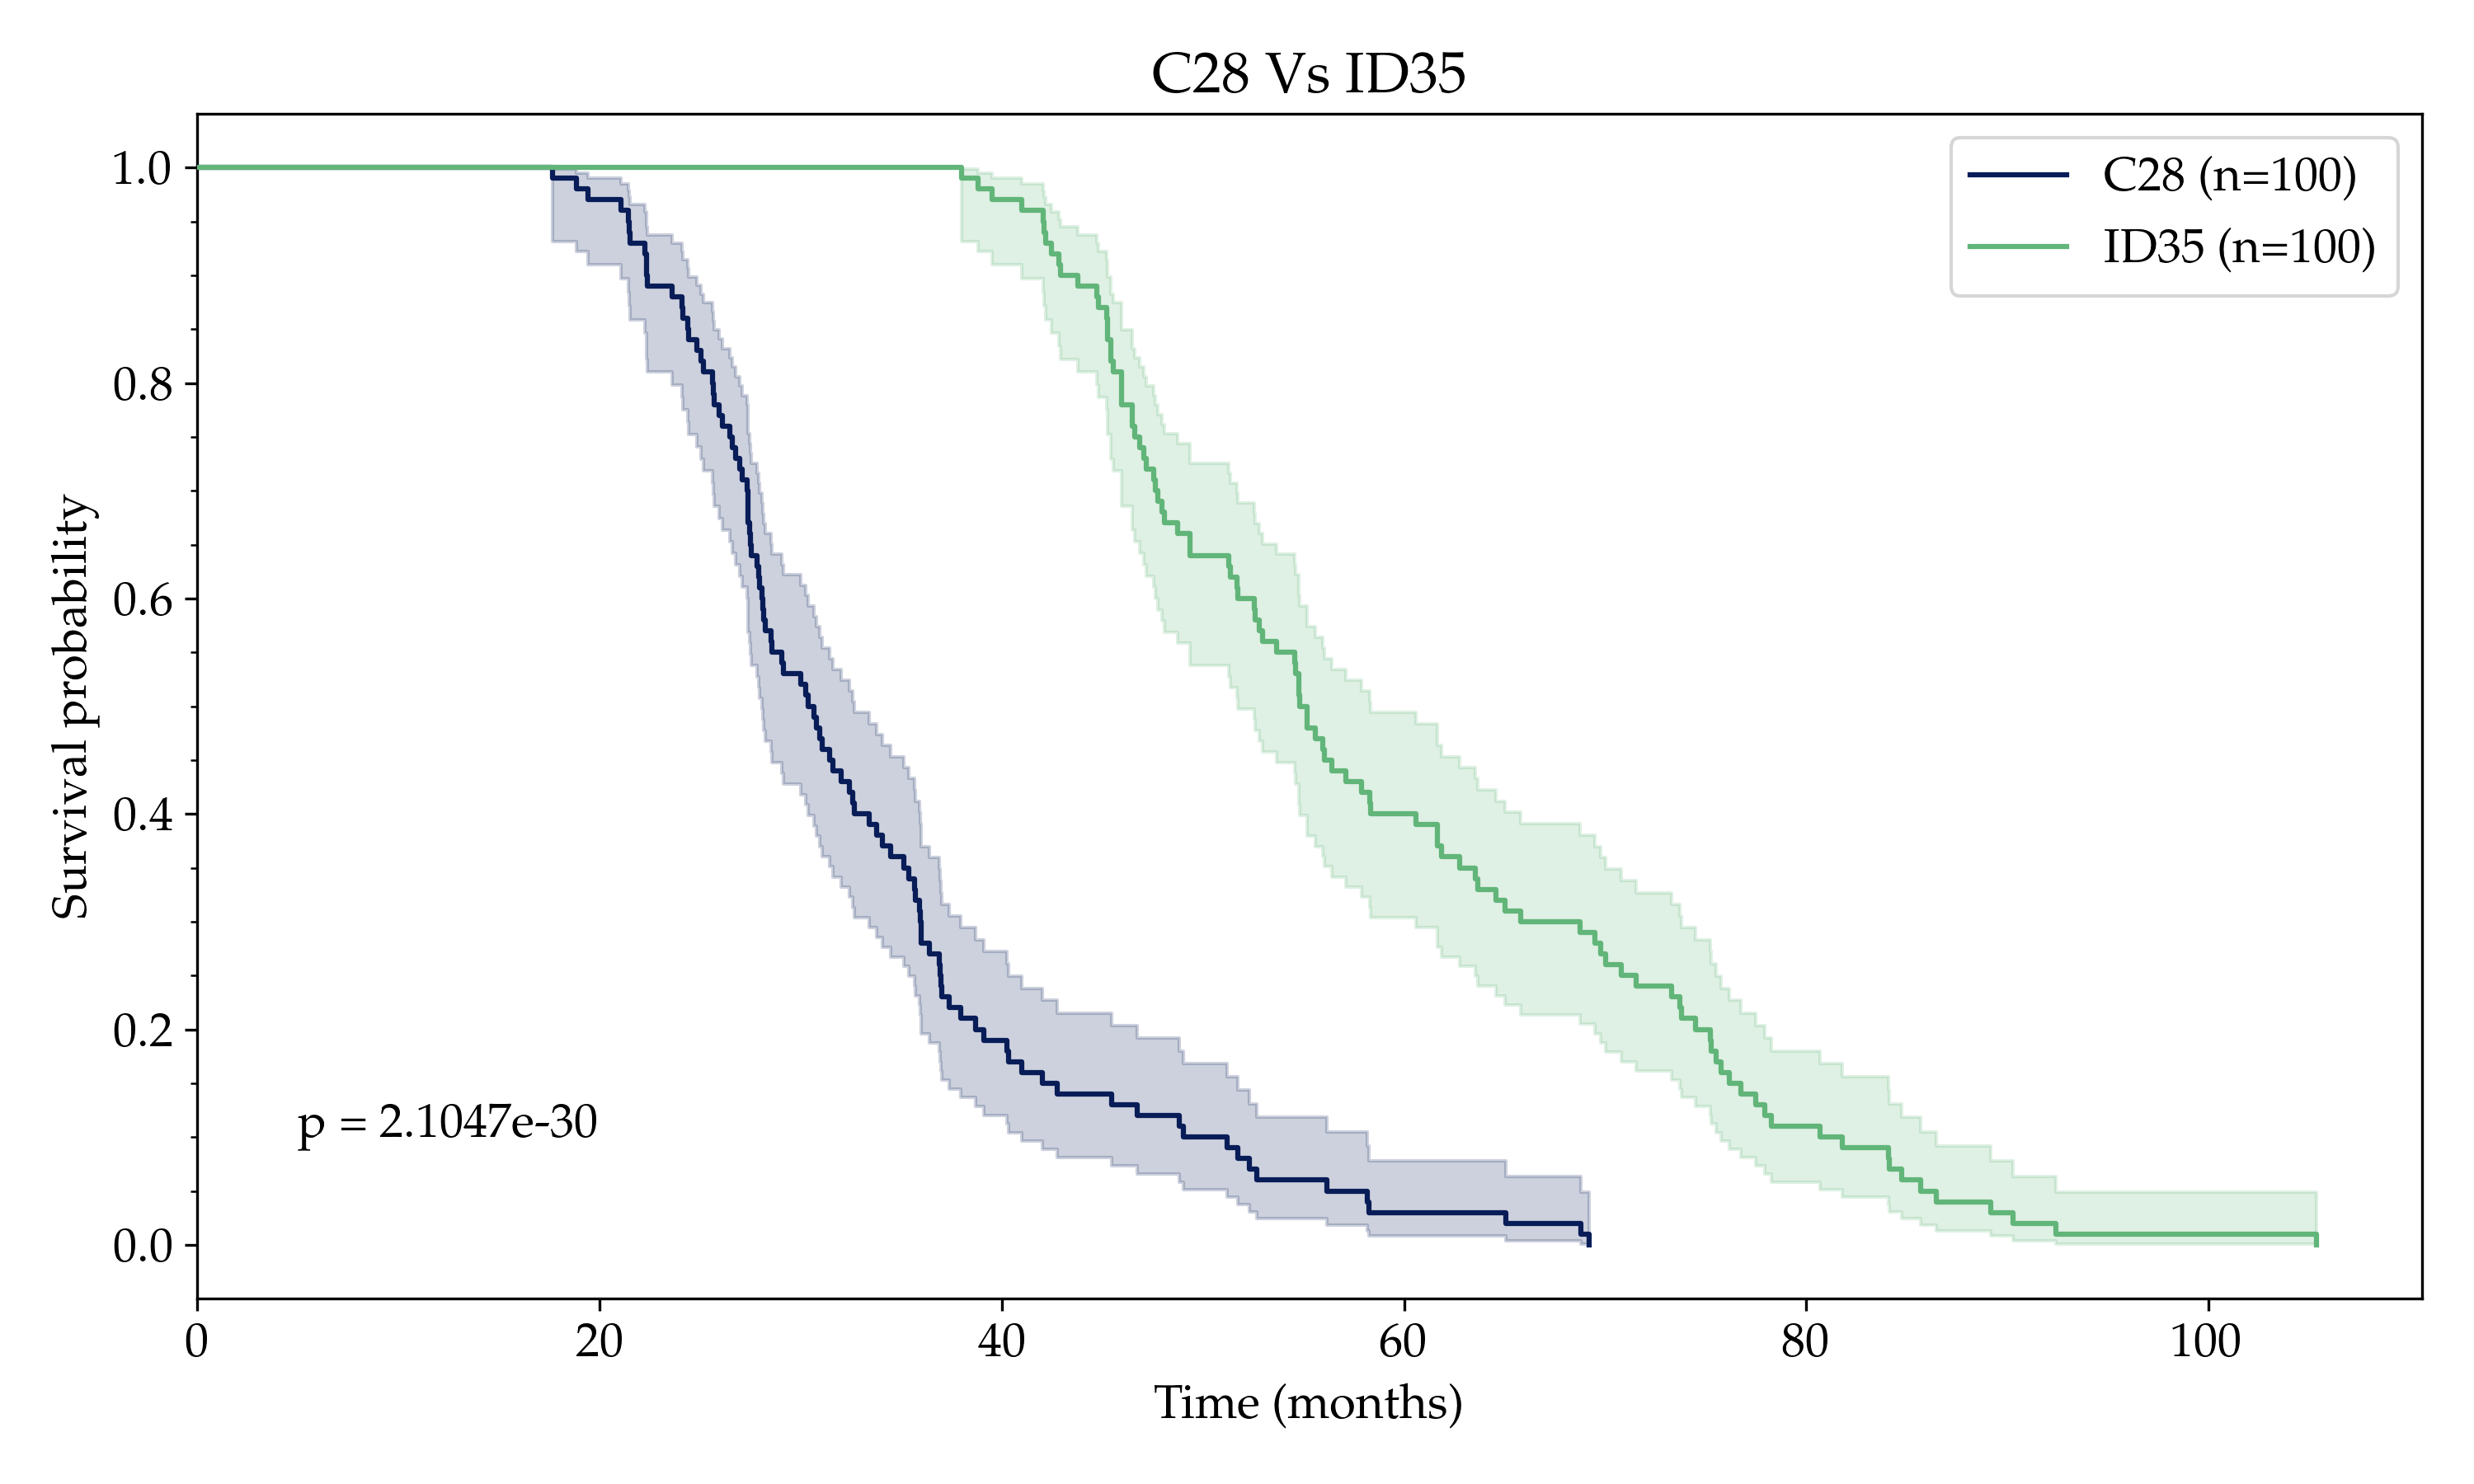 C28 Vs ID35
C28 (n=100)
ID35 (n=100)
Survival probability
1.0
0.8
0.6
0.4
0.2
0.0
p = 2.1047e-30
0 20 40 60 80 100
Time (months)